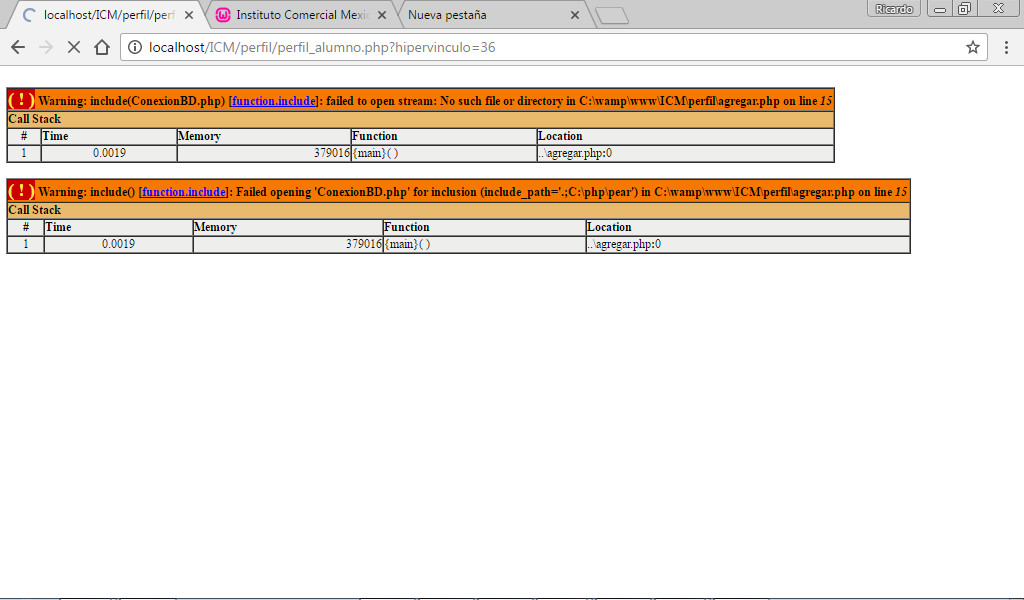 localhost/ICM/perfil/perf
Instituto Comercial Mexic
Nueva pestaña
Ricardo
localhost/ICM/perfil/perfil_alumno.php?hipervinculo=36
( ! ) Warning: include(ConexionBD.php) [function.include]: failed to open stream: No such file or directory in C:\wamp\www\ICM\perfil\agregar.php on line 15
Call Stack
# Time Memory Function Location
1 0.0019 379016 {main}( ) ..\agregar.php:0
( ! ) Warning: include() [function.include]: Failed opening 'ConexionBD.php' for inclusion (include_path='.;C:\php\pear') in C:\wamp\www\ICM\perfil\agregar.php on line 15
Call Stack
# Time Memory Function Location
1 0.0019 379016 {main}( ) ..\agregar.php:0